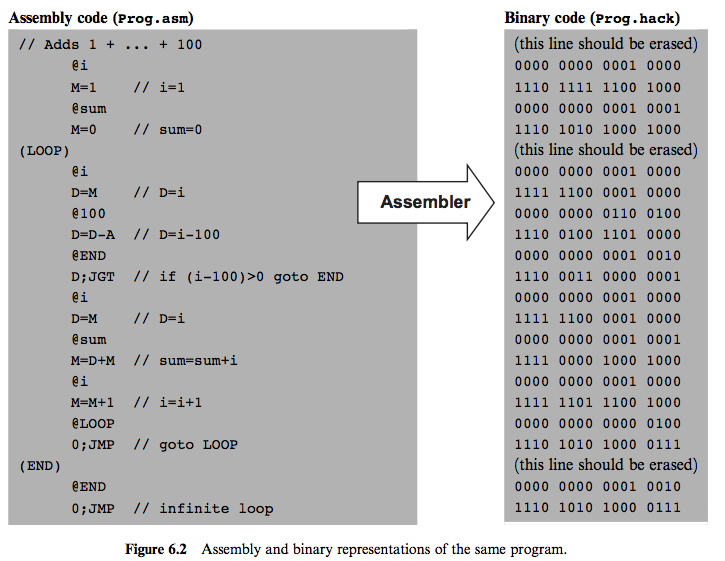 Assembly code (Prog.asm)
// Adds 1 + ... + 100
@i
M=1 // i=1
@sum
M=0 // sum=0
(LOOP)
@i
D=M // D=i
@100
D=D-A // D=i-100
@END
D;JGT // if (i-100)>0 goto END
@i
D=M // D=i
@sum
M=D+M // sum=sum+i
@i
M=M+1 // i=i+1
@LOOP
0;JMP // goto LOOP
(END)
@END
0;JMP // infinite loop
Assembler
Binary code (Prog.hack)
(this line should be erased)
0000 0000 0001 0000
1110 1111 1100 1000
0000 0000 0001 0001
1110 1010 1000 1000
(this line should be erased)
0000 0000 0001 0000
1111 1100 0001 0000
0000 0000 0110 0100
1110 0100 1101 0000
0000 0000 0001 0010
1110 0011 0000 0001
0000 0000 0001 0000
1111 1100 0001 0000
0000 0000 0001 0001
1111 0000 1000 1000
0000 0000 0001 0000
1111 1101 1100 1000
0000 0000 0000 0100
1110 1010 1000 0111
(this line should be erased)
0000 0000 0001 0010
1110 1010 1000 0111
Figure 6.2 Assembly and binary representations of the same program.